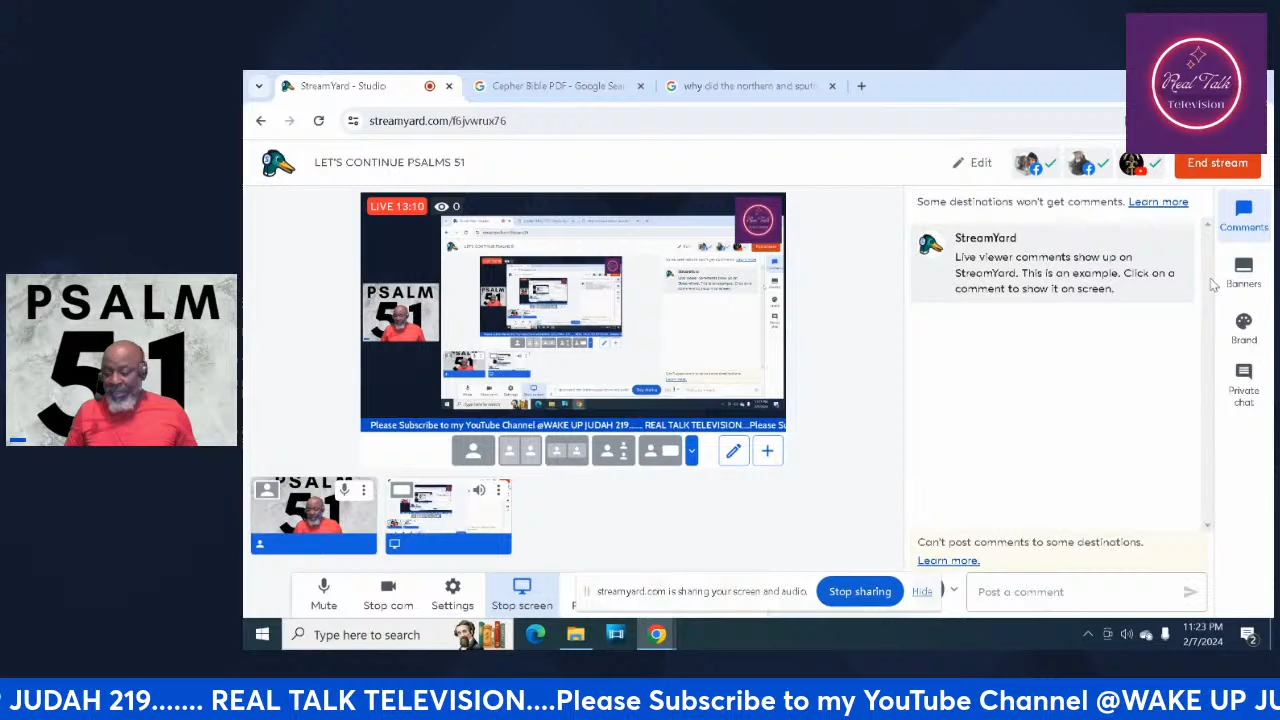 Real Talk
Television
StreamYard - Studio
Cepher Bible PDF - Google Sear
why did the northern and south
streamyard.com/f6jvwrux76
LET'S CONTINUE PSALMS 51
Edit
End stream
LIVE 13:10
0
Some destinations won't get comments. Learn more
Comments
StreamYard
Live viewer comments show up on
StreamYard. This is an example. Click on a
comment to show it on screen.
Banners
Brand
Private
chat
PSALM
51
PSALM
51
Please Subscribe to my YouTube Channel @WAKE UP JUDAH 219....... REAL TALK TELEVISION....Please Su
Can't post comments to some destinations.
Learn more.
Mute
Stop cam
Settings
Stop screen
streamyard.com is sharing your screen and audio.
Stop sharing
Hide
Post a comment
Type here to search
11:23 PM
2/7/2024
2
P JUDAH 219....... REAL TALK TELEVISION....Please Subscribe to my YouTube Channel @WAKE UP JU